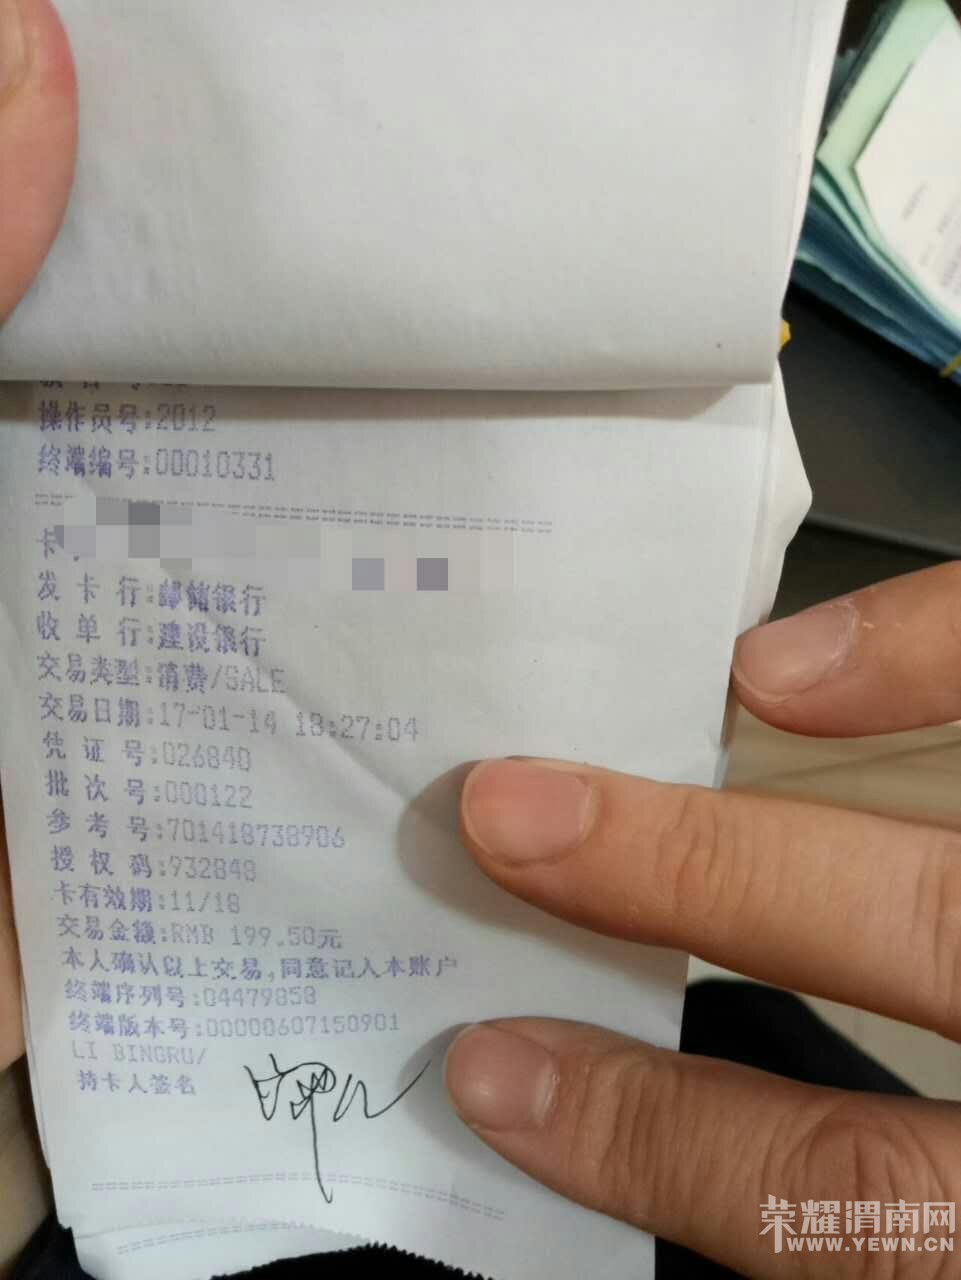 操作员号:2012
终端编号:00010331
发 卡 行:邮储银行
收 单 行:建设银行
交易类型:消费/SALE
交易日期:17-01-14 18:27:04
凭 证 号:026840
批 次 号:000122
参 考 号:701418738906
授 权 码:932848
卡有效期:11/18
交易金额:RMB 199.50元
本人确认以上交易,同意记入本账户
终端序列号:04479858
终端版本号:00000607150901
LI BINGRU/
持卡人签名
荣耀渭南网
WWW.YEWN.CN